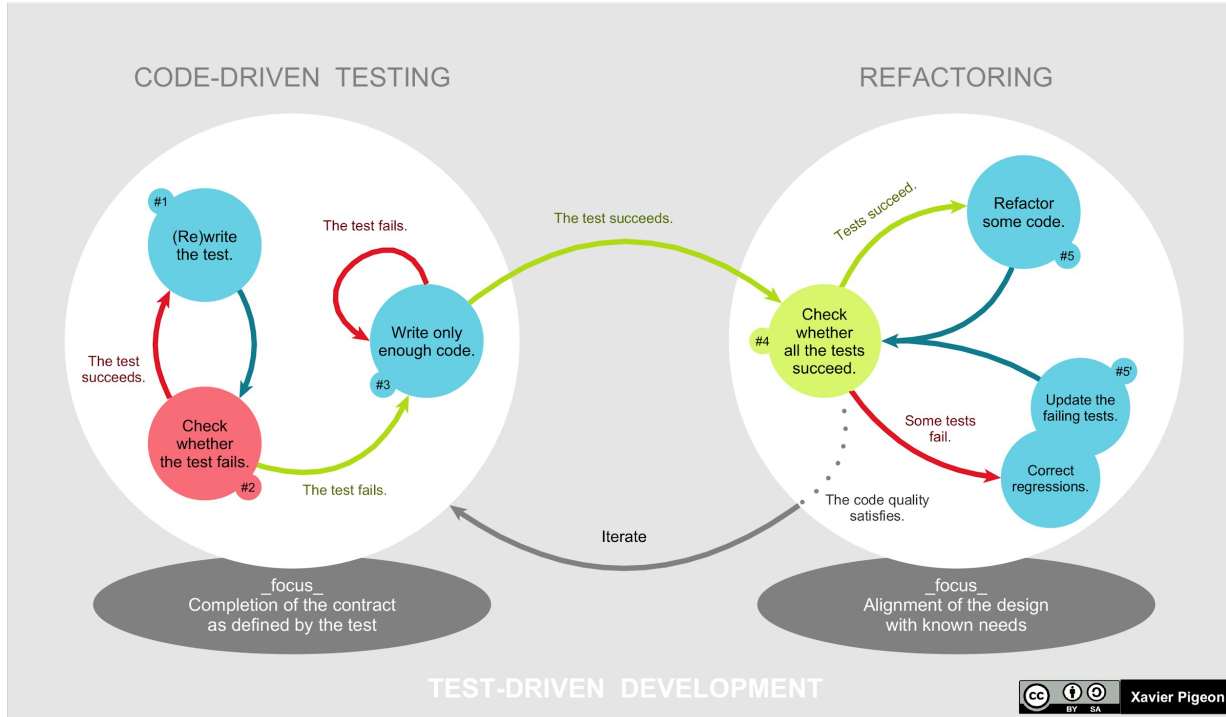 CODE-DRIVEN TESTING
REFACTORING
#1
(Re)write
the test.
The test fails.
The test succeeds.
Tests succeed.
Refactor
some code.
#5
Write only
enough code.
#3
#4
Check
whether
all the tests
succeed.
The test
succeeds.
#5'
Update the
failing tests.
Check
whether
the test fails.
#2
The test fails.
Some tests
fail.
Correct
regressions.
The code quality
satisfies.
Iterate
_focus_
Completion of the contract
as defined by the test
_focus_
Alignment of the design
with known needs
TEST-DRIVEN DEVELOPMENT
cc
BY SA
Xavier Pigeon